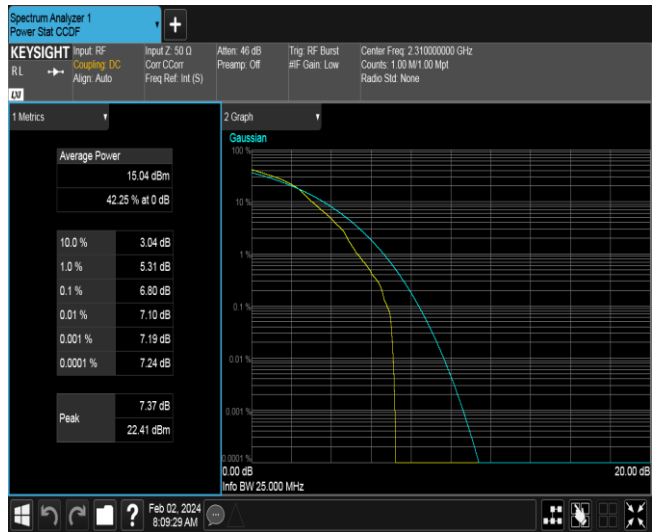 Spectrum Analyzer 1
Power Stat CCDF
KEYSIGHT
RL
LXI
Input: RF
Coupling: DC
Align: Auto
Input Z: 50 Ω
Corr CCorr
Freq Ref: Int (S)
Atten: 46 dB
Preamp: Off
Trig: RF Burst
#IF Gain: Low
Center Freq: 2.310000000 GHz
Counts: 1.00 M/1.00 Mpt
Radio Std: None
1 Metrics
Average Power
15.04 dBm
42.25 % at 0 dB
10.0 % 3.04 dB
1.0 % 5.31 dB
0.1 % 6.80 dB
0.01 % 7.10 dB
0.001 % 7.19 dB
0.0001 % 7.24 dB
Peak
7.37 dB
22.41 dBm
2 Graph
Gaussian
100 %
10 %
1 %
0.1 %
0.01 %
0.001 %
0.0001 %
0.00 dB 20.00 dB
Info BW 25.000 MHz
?
Feb 02, 2024
8:09:29 AM